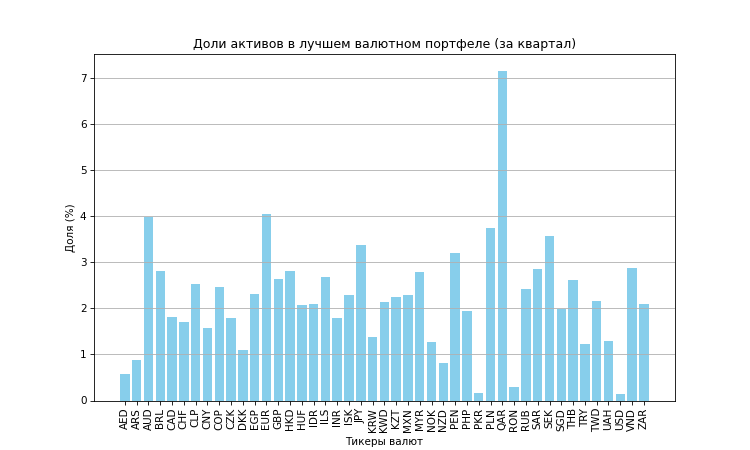 Доли активов в лучшем валютном портфеле (за квартал)
Доля (%)
7
6
5
4
3
2
1
0
AED ARS AUD BRL CAD CHF CLP CNY COP CZK DKK EGP EUR GBP HKD HUF IDR ILS INR ISK JPY KRW KWD KZT MXN MYR NOK NZD PEN PHP PKR PLN QAR RON RUB SAR SEK SGD THB TRY TWD UAH USD VND ZAR
Тикеры валют